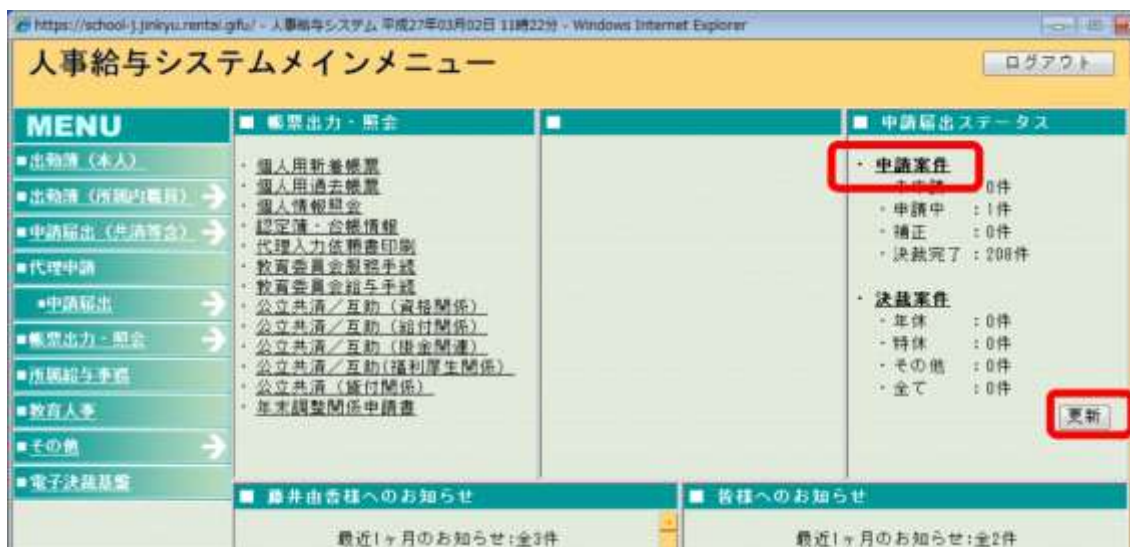 https://school-j.jinkyu.rental.gifu/ - 人事給与システム 平成27年03月02日 11時22分 - Windows Internet Explorer
人事給与システムメインメニュー
ログアウト
MENU
■出勤簿（本人）
■出勤簿（所属内職員）
■申請届出（共済等含）
■代理申請
■申請届出
■帳票出力・照会
■所属給与事務
■教育人事
■その他
■電子決裁基盤
■ 帳票出力・照会
・個人用新着帳票
・個人用過去帳票
・個人情報照会
・認定簿・台帳情報
・代理入力依頼書印刷
・教育委員会服務手続
・教育委員会給与手続
・公立共済／互助（資格関係）
・公立共済／互助（給付関係）
・公立共済／互助（掛金関連）
・公立共済／互助(福利厚生関係)
・公立共済（貸付関係）
・年末調整関係申請書
■
■ 申請届出ステータス
・申請案件
・未申請 :0件
・申請中 :1件
・補正 :0件
・決裁完了 :208件
・決裁案件
・年休 :0件
・特休 :0件
・その他 :0件
・全て :0件
更新
■ 藤井由香様へのお知らせ
最近1ヶ月のお知らせ:全3件
■ 皆様へのお知らせ
最近1ヶ月のお知らせ:全2件